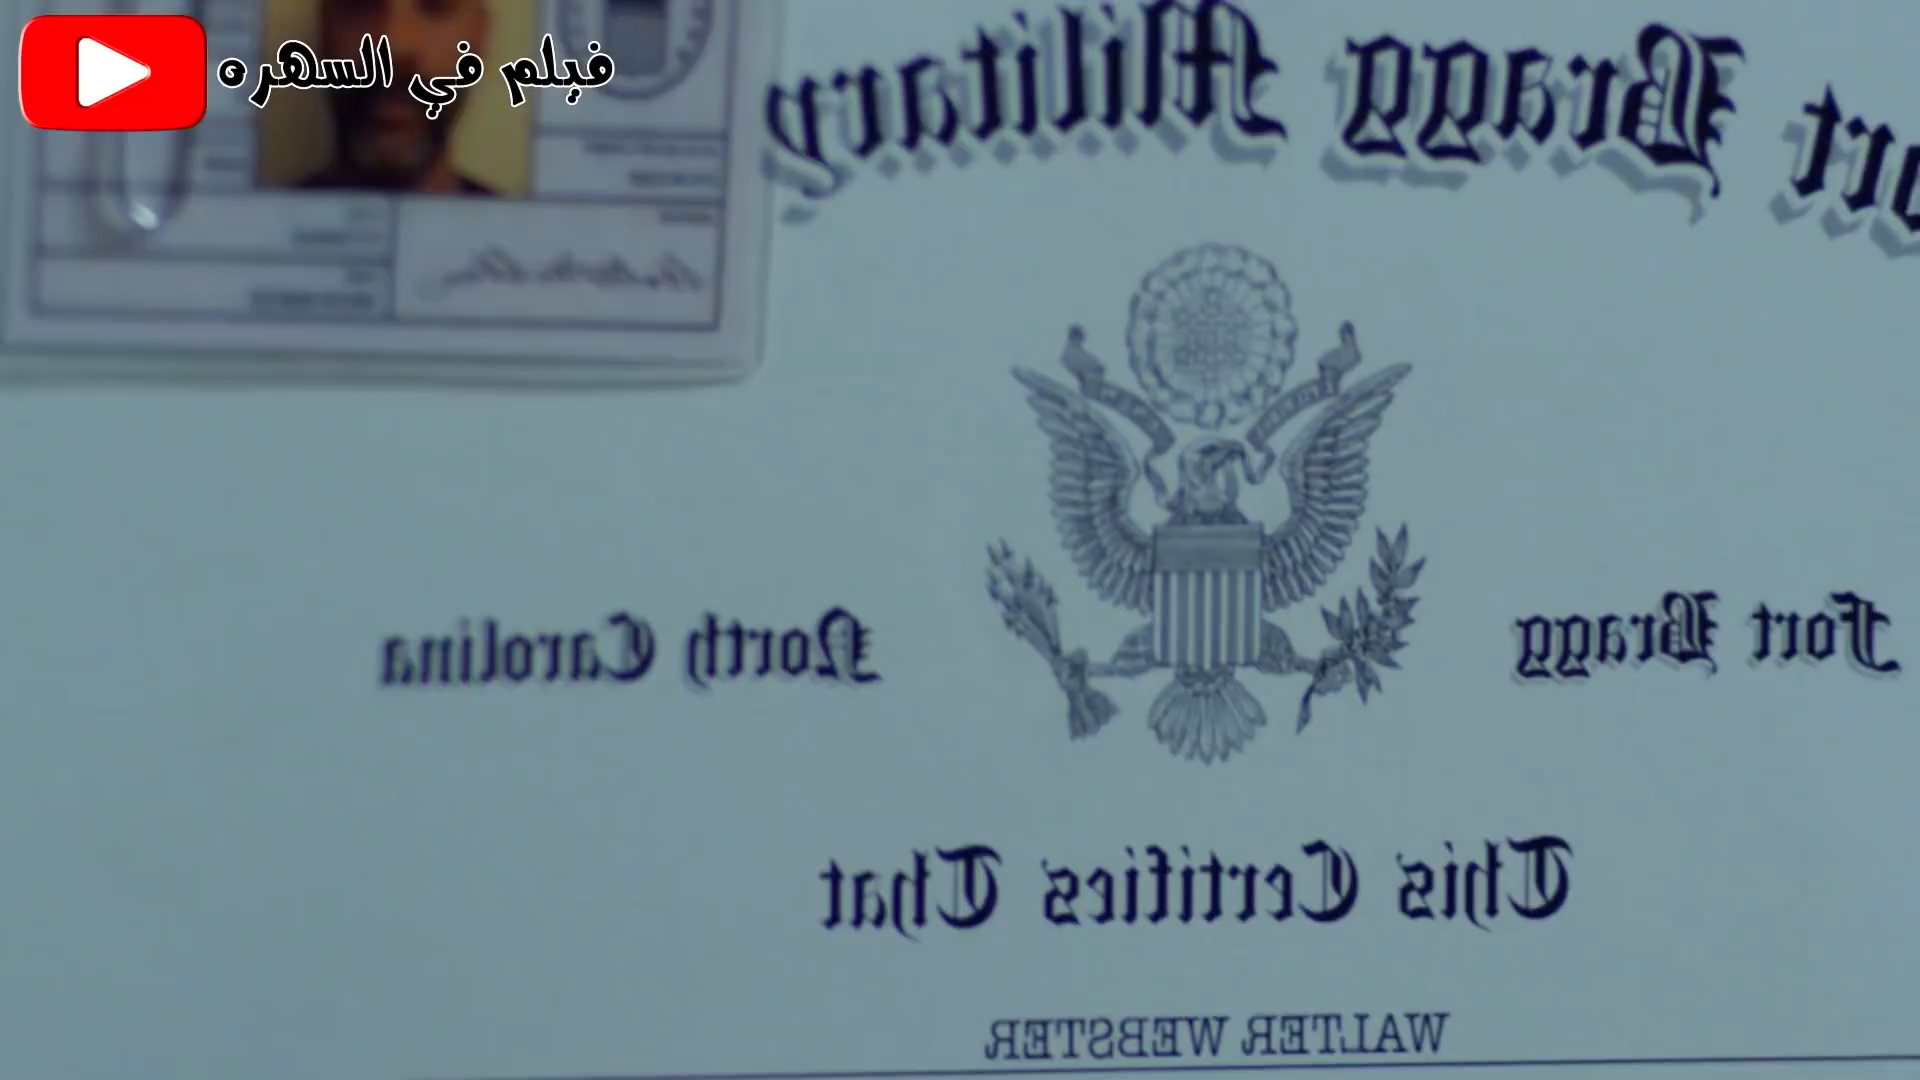 فيلم في السهره
Fort Bragg Military
Fort Bragg North Carolina
This Certifies That
WALTER WEBSTER